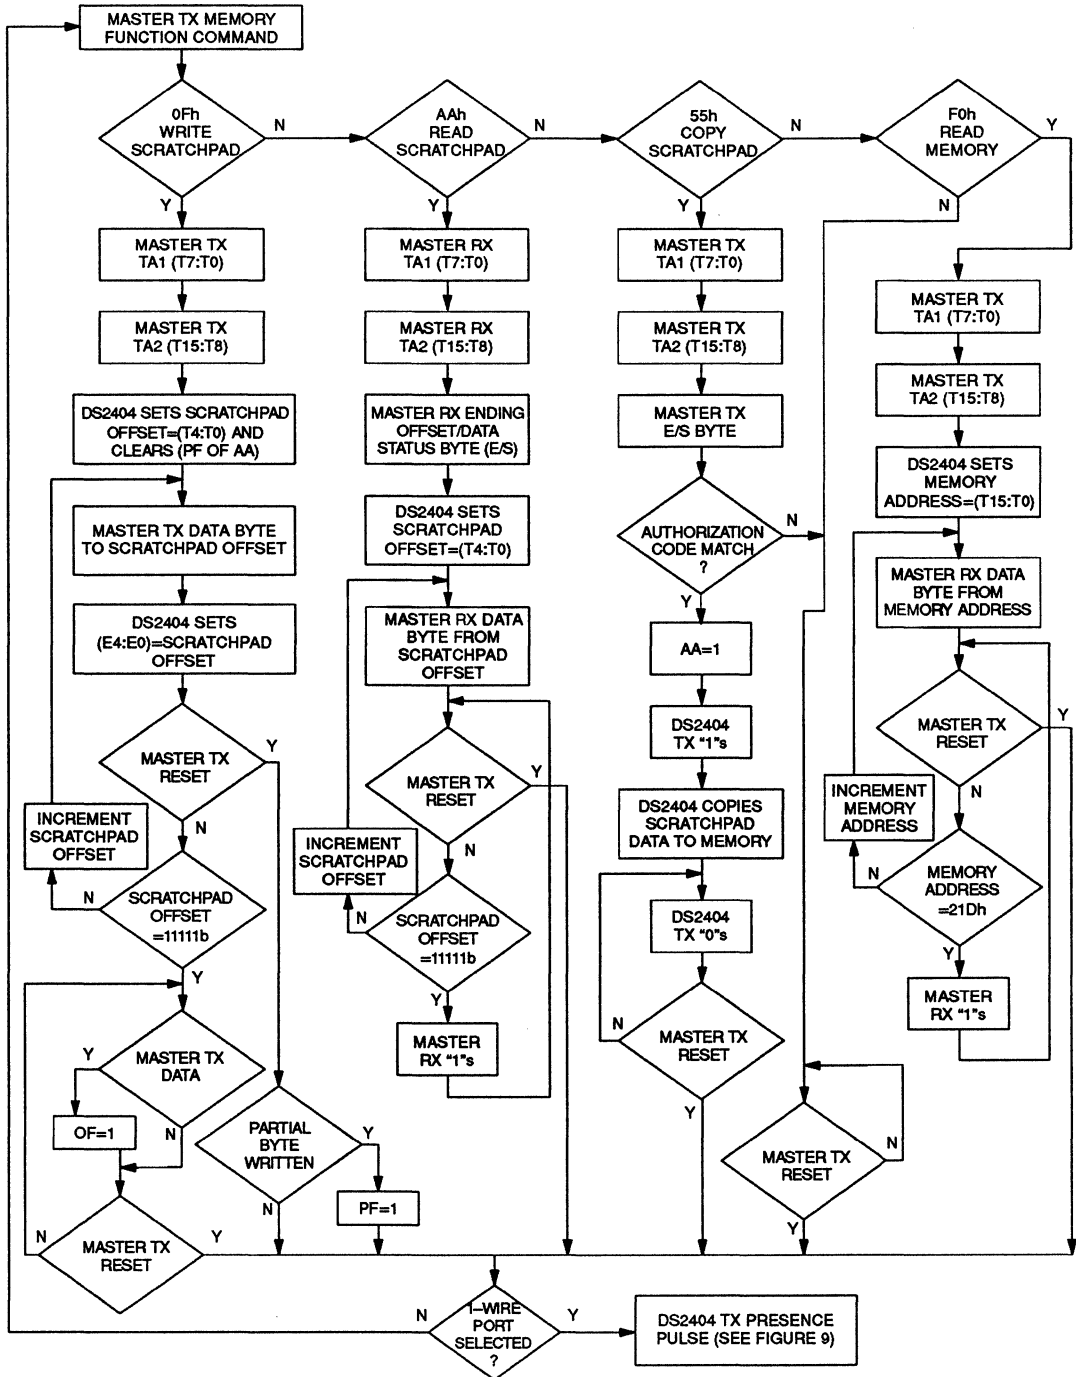 MASTER TX MEMORY
FUNCTION COMMAND
0Fh
WRITE
SCRATCHPAD
N
Y
AAh
READ
SCRATCHPAD
N
Y
55h
COPY
SCRATCHPAD
N
Y
F0h
READ
MEMORY
Y
N
MASTER TX
TA1 (T7:T0)
MASTER TX
TA2 (T15:T8)
DS2404 SETS SCRATCHPAD
OFFSET=(T4:T0) AND
CLEARS (PF OF AA)
MASTER TX DATA BYTE
TO SCRATCHPAD OFFSET
DS2404 SETS
(E4:E0)=SCRATCHPAD
OFFSET
MASTER TX
RESET
Y
N
INCREMENT
SCRATCHPAD
OFFSET
N
SCRATCHPAD
OFFSET
=11111b
Y
MASTER TX
DATA
Y
N
OF=1
MASTER TX
RESET
N
Y
PARTIAL
BYTE
WRITTEN
Y
N
PF=1
MASTER RX
TA1 (T7:T0)
MASTER RX
TA2 (T15:T8)
MASTER RX ENDING
OFFSET/DATA
STATUS BYTE (E/S)
DS2404 SETS
SCRATCHPAD
OFFSET=(T4:T0)
MASTER RX DATA
BYTE FROM
SCRATCHPAD
OFFSET
MASTER TX
RESET
Y
N
INCREMENT
SCRATCHPAD
OFFSET
N
SCRATCHPAD
OFFSET
=11111b
Y
MASTER
RX "1"s
MASTER TX
TA1 (T7:T0)
MASTER TX
TA2 (T15:T8)
MASTER TX
E/S BYTE
AUTHORIZATION
CODE MATCH
?
N
Y
AA=1
DS2404
TX "1"s
DS2404 COPIES
SCRATCHPAD
DATA TO MEMORY
DS2404
TX "0"s
MASTER TX
RESET
N
Y
MASTER TX
TA1 (T7:T0)
MASTER TX
TA2 (T15:T8)
DS2404 SETS
MEMORY
ADDRESS=(T15:T0)
MASTER RX DATA
BYTE FROM
MEMORY ADDRESS
MASTER TX
RESET
Y
N
INCREMENT
MEMORY
ADDRESS
N
MEMORY
ADDRESS
=21Dh
Y
MASTER
RX "1"s
MASTER TX
RESET
N
Y
1–WIRE
PORT
SELECTED
?
N
Y
DS2404 TX PRESENCE
PULSE (SEE FIGURE 9)